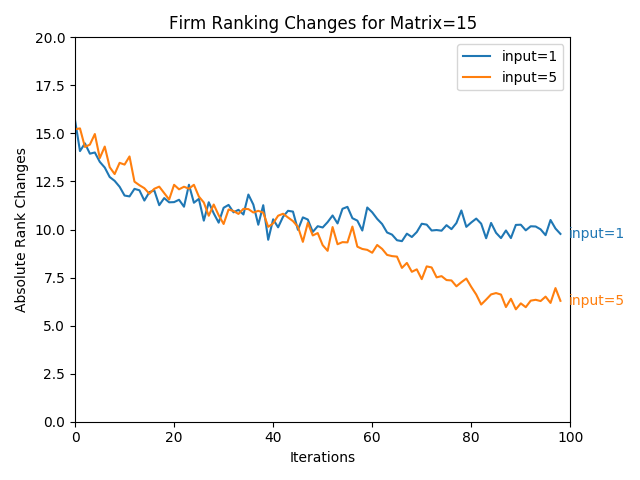 Firm Ranking Changes for Matrix=15
20.0
17.5
15.0
12.5
10.0
7.5
5.0
2.5
0.0
Absolute Rank Changes
input=1
input=5
input=1
input=5
0
20
40
60
80
100
Iterations